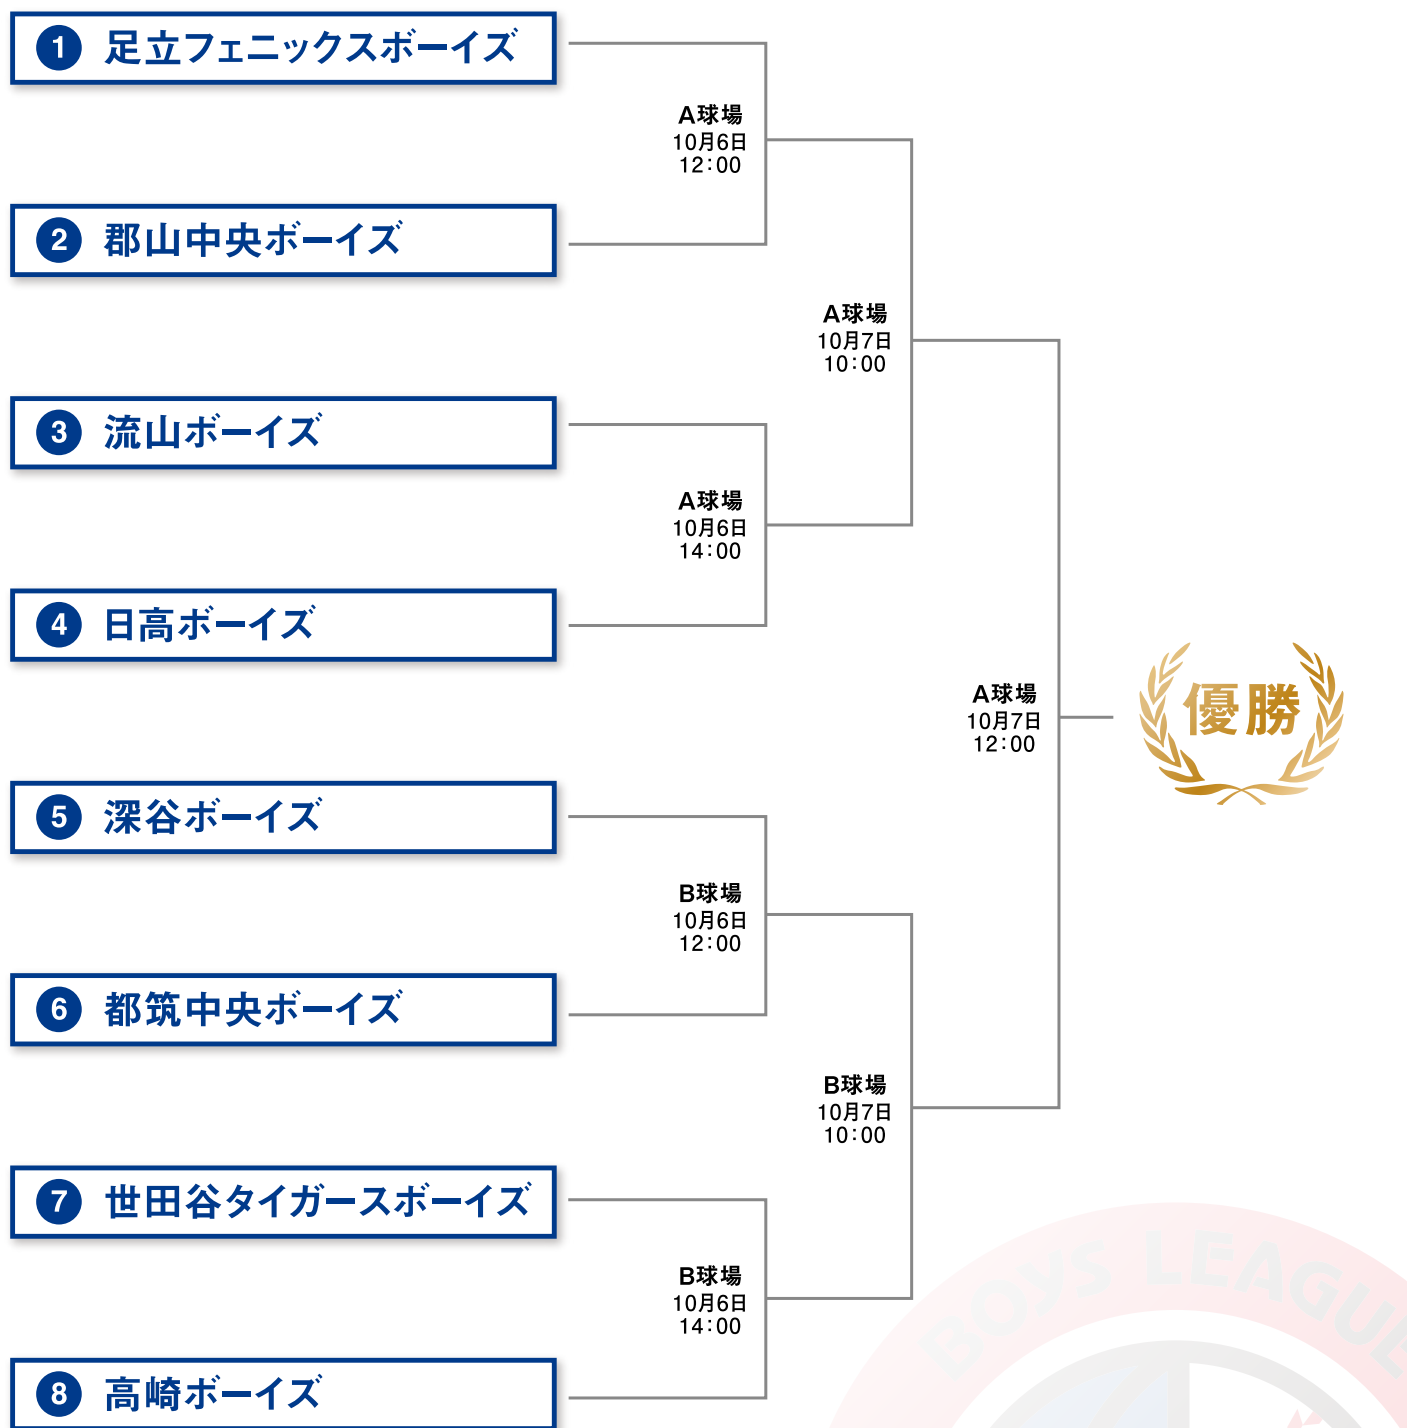 1 足立フェニックスボーイズ
A球場
10月6日
12:00
2 郡山中央ボーイズ
A球場
10月7日
10:00
3 流山ボーイズ
A球場
10月6日
14:00
4 日高ボーイズ
A球場
10月7日
12:00
優勝
5 深谷ボーイズ
B球場
10月6日
12:00
6 都筑中央ボーイズ
B球場
10月7日
10:00
7 世田谷タイガースボーイズ
B球場
10月6日
14:00
8 高崎ボーイズ
BOYS LEAGUE